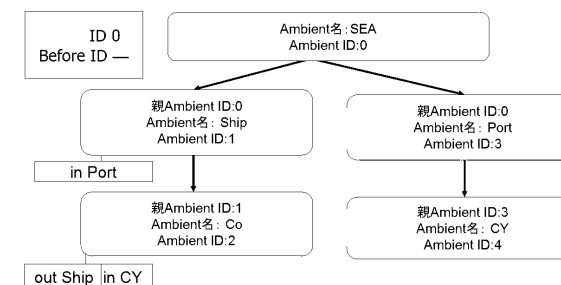 ID 0
Before ID —
Ambient名：SEA
Ambient ID:0
親Ambient ID:0
Ambient名： Ship
Ambient ID:1
親Ambient ID:0
Ambient名： Port
Ambient ID:3
in Port
親Ambient ID:1
Ambient名： Co
Ambient ID:2
親Ambient ID:3
Ambient名： CY
Ambient ID:4
out Ship in CY